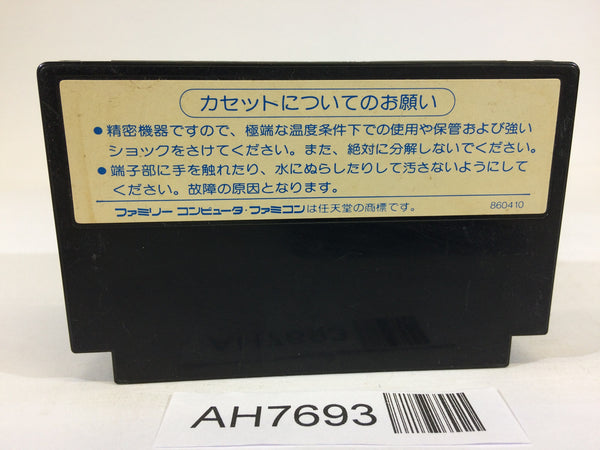 カセットについてのお願い
●精密機器ですので、極端な温度条件下での使用や保管および強い
ショックをさけてください。また、絶対に分解しないでください。
●端子部に手を触れたり、水にぬらしたりして汚さないようにして
ください。故障の原因となります。
ファミリーコンピュータ・ファミコンは任天堂の商標です。 860410
AH7693